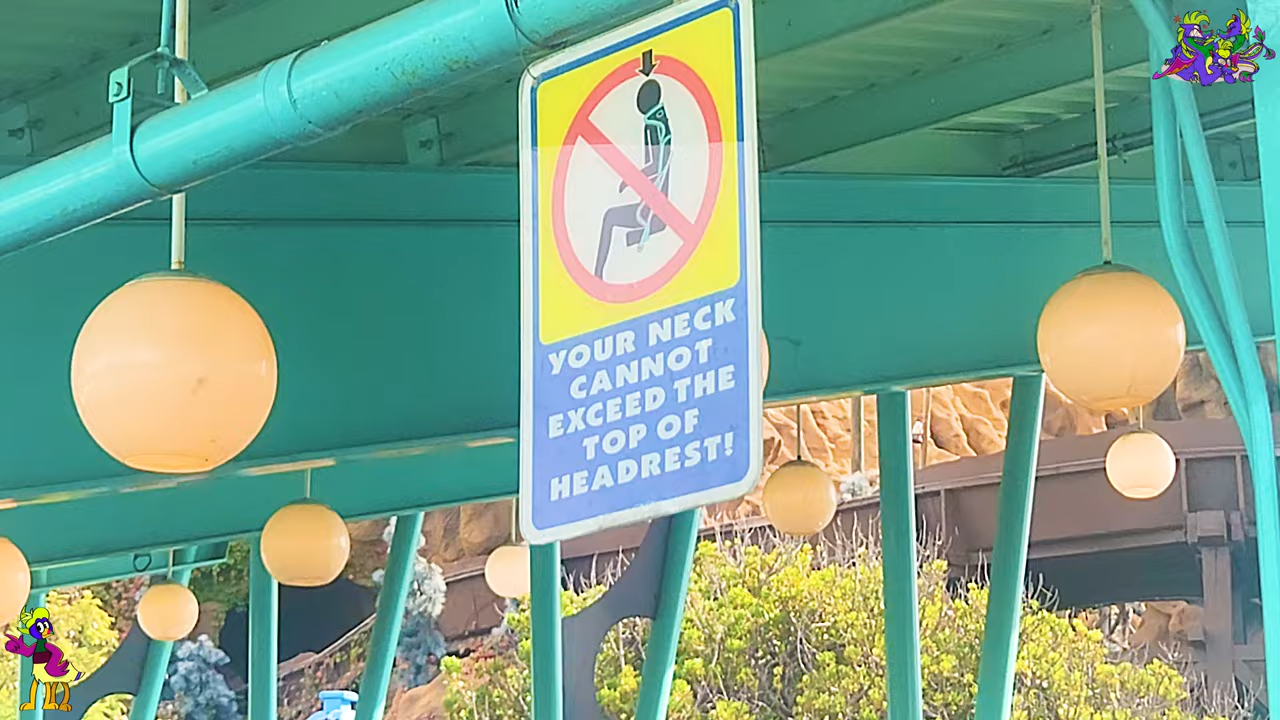 YOUR NECK
CANNOT
EXCEED THE
TOP OF
HEADREST!